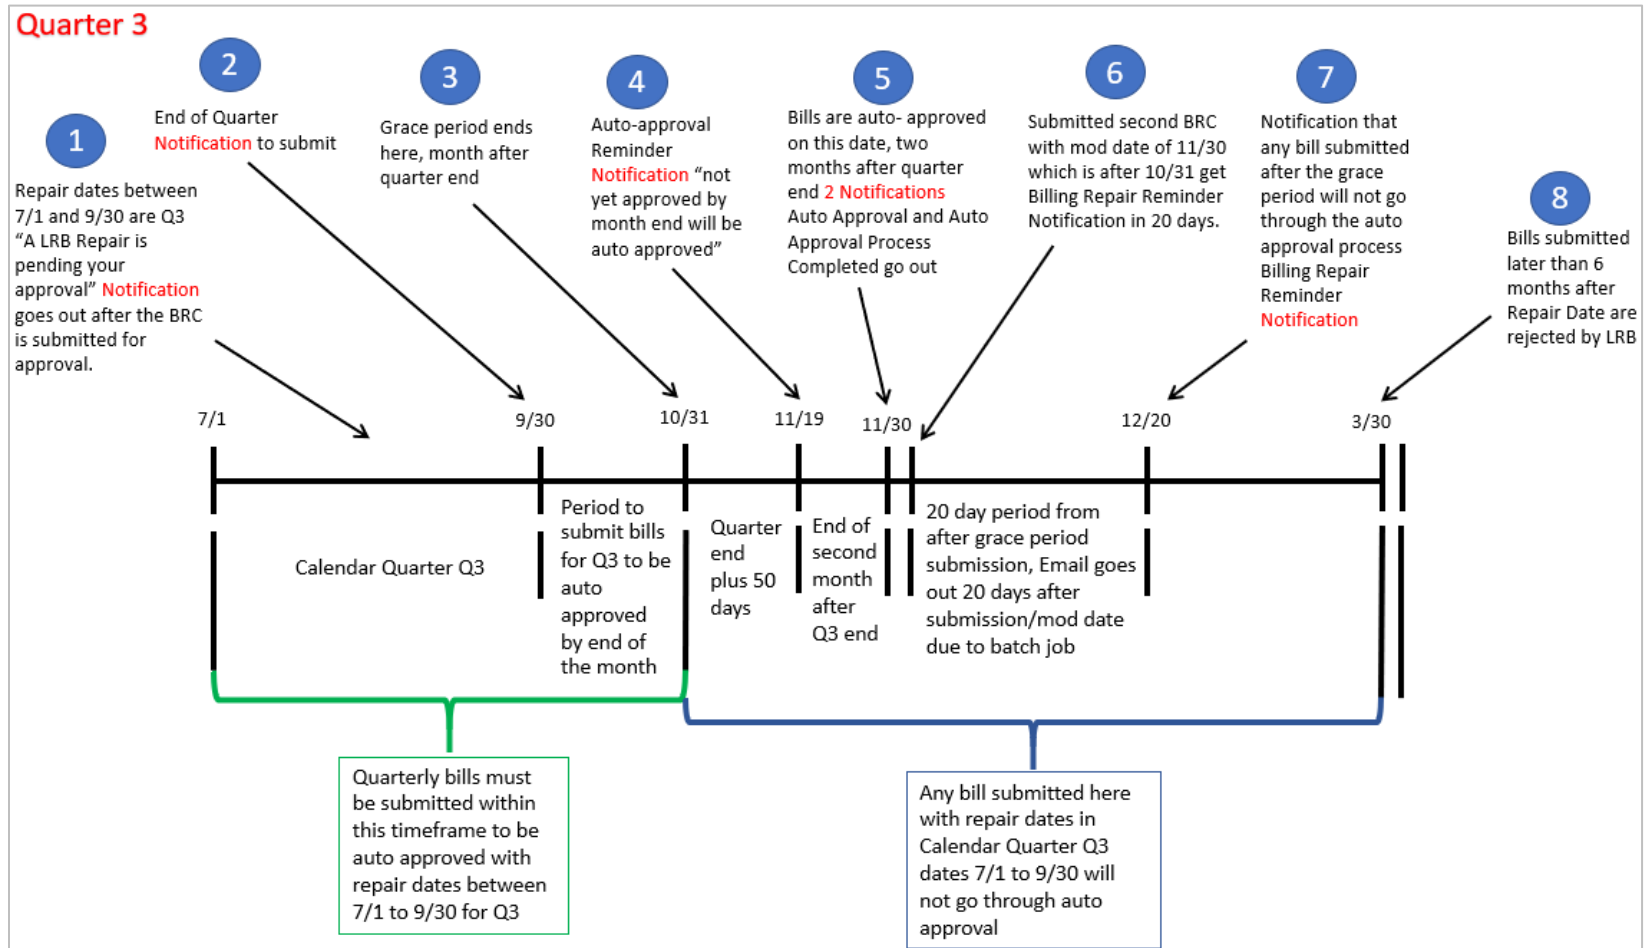 Quarter 3
1
Repair dates between
7/1 and 9/30 are Q3
“A LRB Repair is
pending your
approval” Notification
goes out after the BRC
is submitted for
approval.
2
End of Quarter
Notification to submit
3
Grace period ends
here, month after
quarter end
4
Auto-approval
Reminder
Notification “not
yet approved by
month end will be
auto approved”
5
Bills are auto- approved
on this date, two
months after quarter
end 2 Notifications
Auto Approval and Auto
Approval Process
Completed go out
6
Submitted second BRC
with mod date of 11/30
which is after 10/31 get
Billing Repair Reminder
Notification in 20 days.
7
Notification that
any bill submitted
after the grace
period will not go
through the auto
approval process
Billing Repair
Reminder
Notification
8
Bills submitted
later than 6
months after
Repair Date are
rejected by LRB
7/1
9/30
10/31
11/19
11/30
12/20
3/30
Calendar Quarter Q3
Period to
submit bills
for Q3 to be
auto
approved
by end of
the month
Quarter
end
plus 50
days
End of
second
month
after
Q3 end
20 day period from
after grace period
submission, Email goes
out 20 days after
submission/mod date
due to batch job
Quarterly bills must
be submitted within
this timeframe to be
auto approved with
repair dates between
7/1 to 9/30 for Q3
Any bill submitted here
with repair dates in
Calendar Quarter Q3
dates 7/1 to 9/30 will
not go through auto
approval